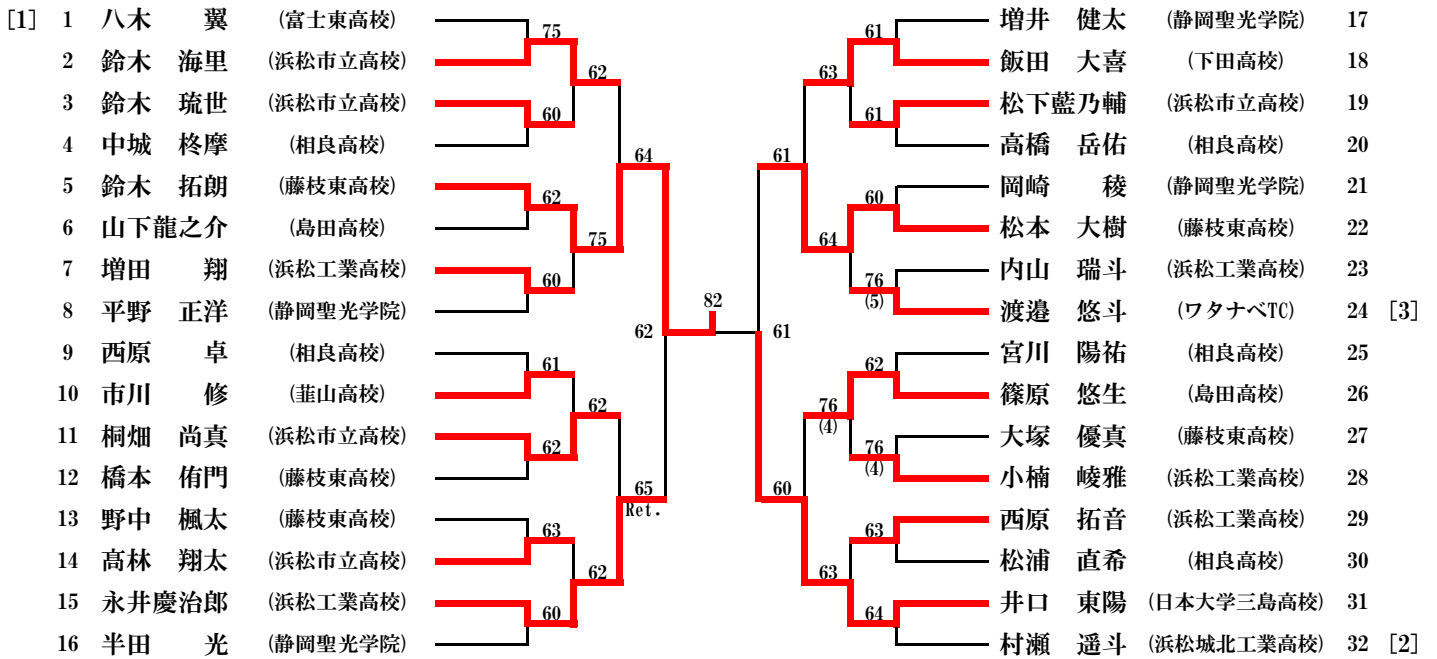 [1] 1 八木 翼 (富士東高校)
2 鈴木 海里 (浜松市立高校)
3 鈴木 琉世 (浜松市立高校)
4 中城 柊摩 (相良高校)
5 鈴木 拓朗 (藤枝東高校)
6 山下龍之介 (島田高校)
7 増田 翔 (浜松工業高校)
8 平野 正洋 (静岡聖光学院)
9 西原 卓 (相良高校)
10 市川 修 (韮山高校)
11 桐畑 尚真 (浜松市立高校)
12 橋本 侑門 (藤枝東高校)
13 野中 楓太 (藤枝東高校)
14 髙林 翔太 (浜松市立高校)
15 永井慶治郎 (浜松工業高校)
16 半田 光 (静岡聖光学院)
75
60
62
60
61
62
63
60
62
75
62
62
64
65
Ret.
62
82
61
61
60
63
64
76
(4)
63
61
61
60
76
(5)
62
76
(4)
63
64
増井 健太 (静岡聖光学院) 17
飯田 大喜 (下田高校) 18
松下藍乃輔 (浜松市立高校) 19
高橋 岳佑 (相良高校) 20
岡崎 稜 (静岡聖光学院) 21
松本 大樹 (藤枝東高校) 22
内山 瑞斗 (浜松工業高校) 23
渡邉 悠斗 (ワタナベTC) 24 [3]
宮川 陽祐 (相良高校) 25
篠原 悠生 (島田高校) 26
大塚 優真 (藤枝東高校) 27
小楠 崚雅 (浜松工業高校) 28
西原 拓音 (浜松工業高校) 29
松浦 直希 (相良高校) 30
井口 東陽 (日本大学三島高校) 31
村瀬 遥斗 (浜松城北工業高校) 32 [2]